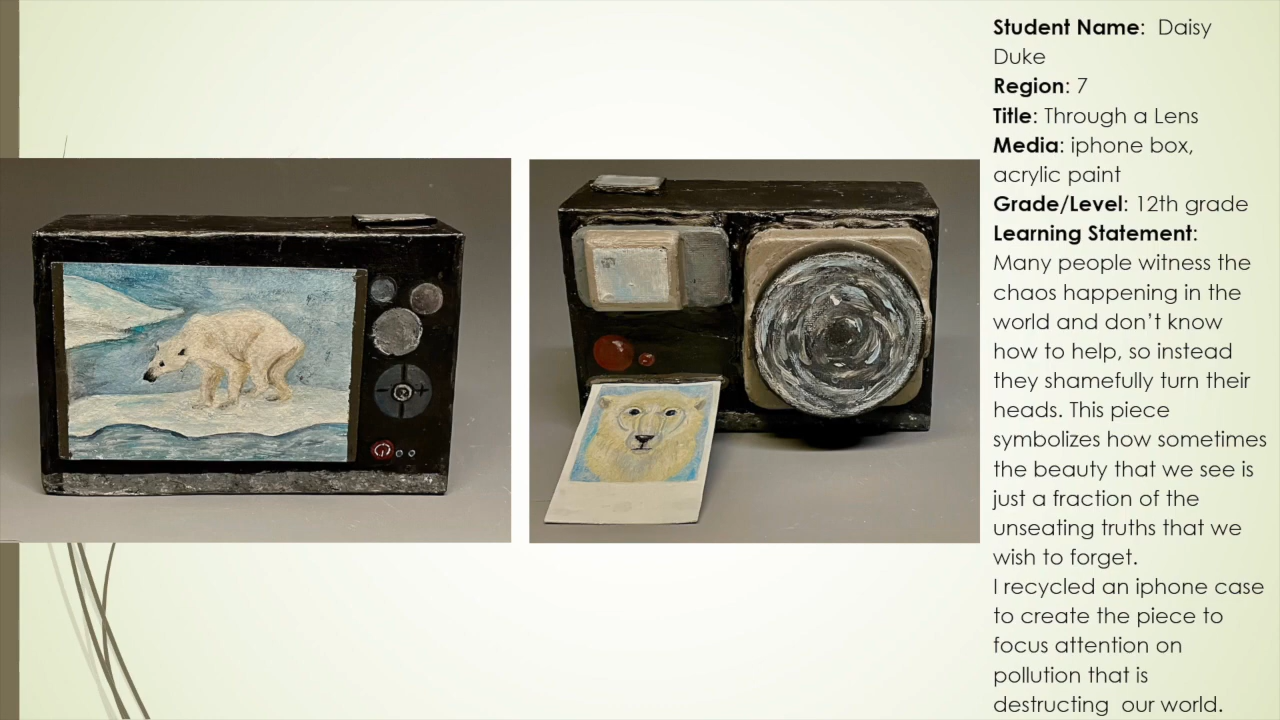 Student Name:  Daisy
Duke
Region: 7
Title: Through a Lens
Media: iphone box,
acrylic paint
Grade/Level: 12th grade
Learning Statement:
Many people witness the
chaos happening in the
world and don’t know
how to help, so instead
they shamefully turn their
heads. This piece
symbolizes how sometimes
the beauty that we see is
just a fraction of the
unseating truths that we
wish to forget.
I recycled an iphone case
to create the piece to
focus attention on
pollution that is
destructing  our world.